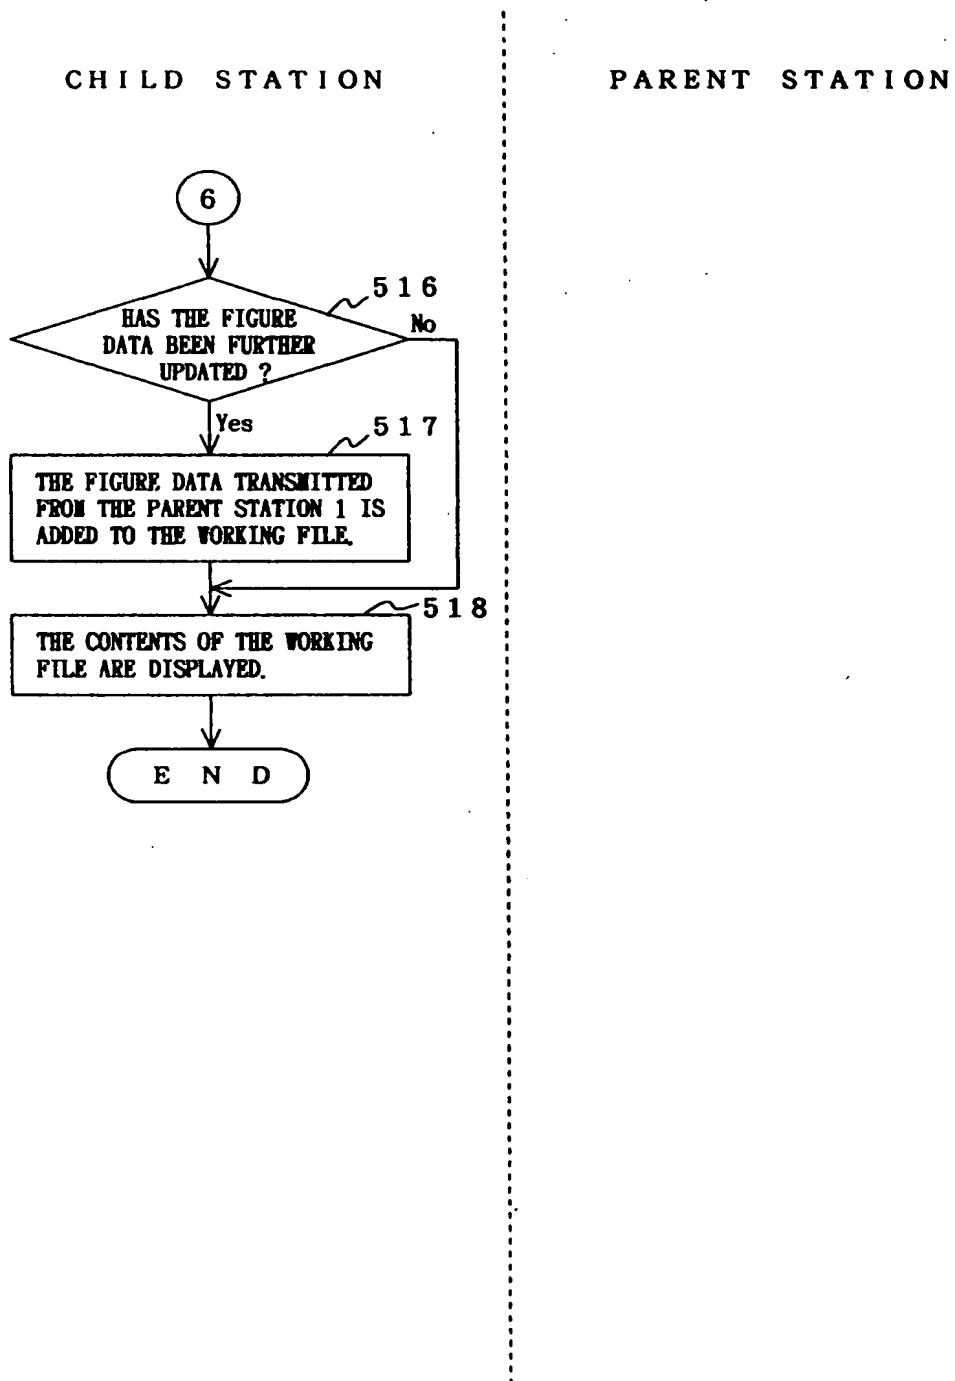 CHILD STATION
PARENT STATION
6
516
HAS THE FIGURE
DATA BEEN FURTHER
UPDATED ?
No
Yes
517
THE FIGURE DATA TRANSMITTED
FROM THE PARENT STATION 1 IS
ADDED TO THE WORKING FILE.
518
THE CONTENTS OF THE WORKING
FILE ARE DISPLAYED.
END